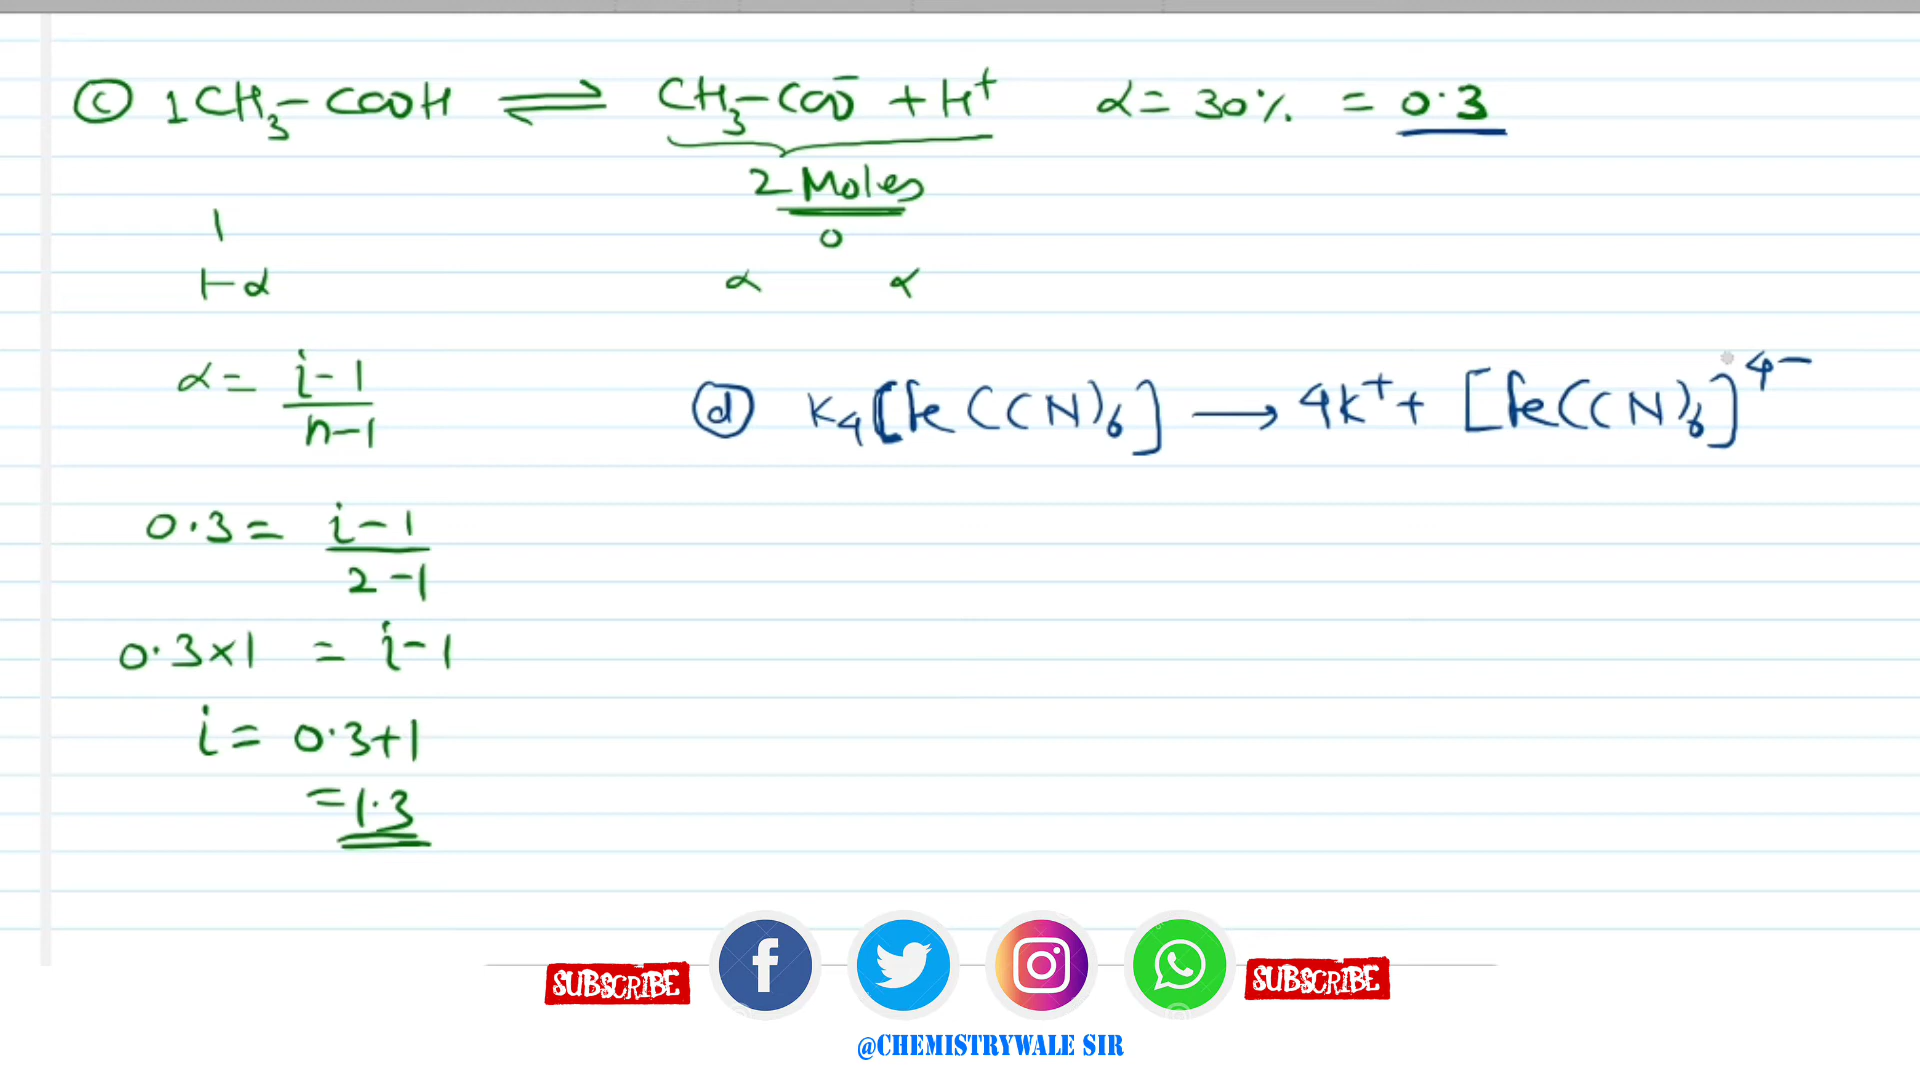 (c) 1CH₃-COOH ⇌ CH₃-COO⁻ + H⁺ α = 30% = 0.3
2 Moles
1 0
1-α α α
α = (i-1)/(n-1)
(d) K₄[Fe(CN)₆] → 4K⁺ + [Fe(CN)₆]⁴⁻
0.3 = (i-1)/(2-1)
0.3×1 = i-1
i = 0.3+1
=1.3
SUBSCRIBE SUBSCRIBE
@CHEMISTRYWALE SIR